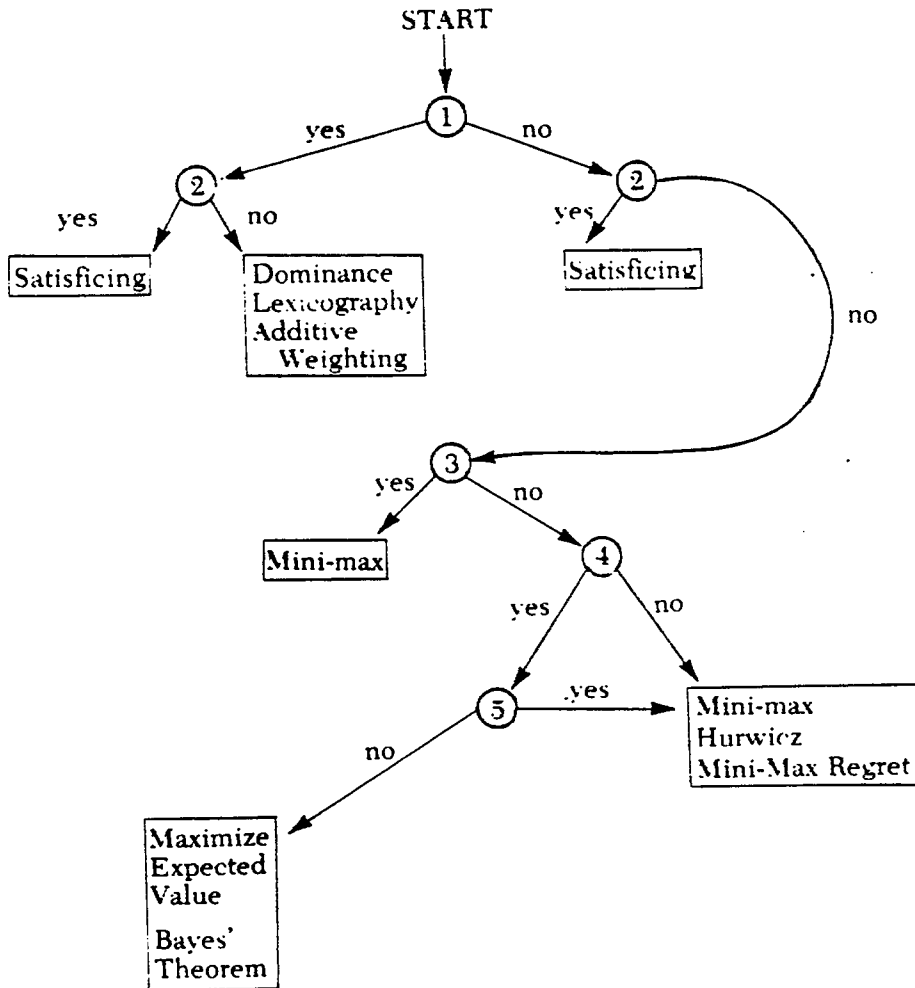 START
1
yes
no
2
2
yes
no
yes
Satisficing
Dominance
Lexicography
Additive
Weighting
Satisficing
no
3
yes
no
Mini-max
4
yes
no
5
yes
no
Mini-max
Hurwicz
Mini-Max Regret
Maximize
Expected
Value
Bayes'
Theorem